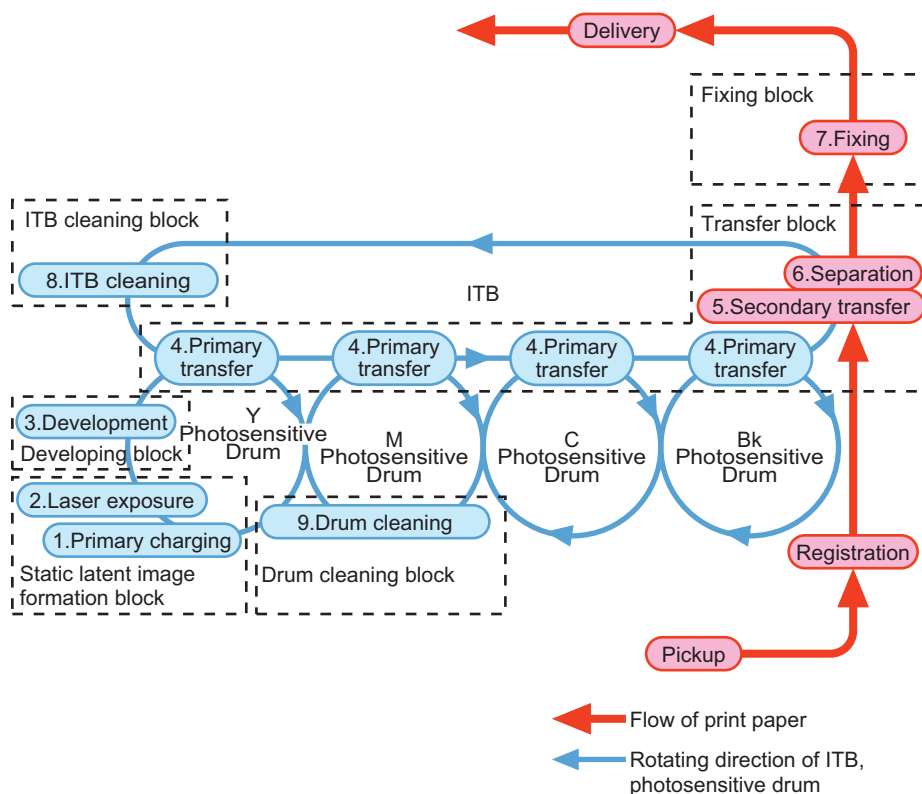 Delivery
Fixing block
7.Fixing
ITB cleaning block
8.ITB cleaning
Transfer block
6.Separation
5.Secondary transfer
ITB
4.Primary
transfer
4.Primary
transfer
4.Primary
transfer
4.Primary
transfer
3.Development
Developing block
Y
Photosensitive
Drum
M
Photosensitive
Drum
C
Photosensitive
Drum
Bk
Photosensitive
Drum
2.Laser exposure
1.Primary charging
Static latent image
formation block
9.Drum cleaning
Drum cleaning block
Registration
Pickup
Flow of print paper
Rotating direction of ITB,
photosensitive drum